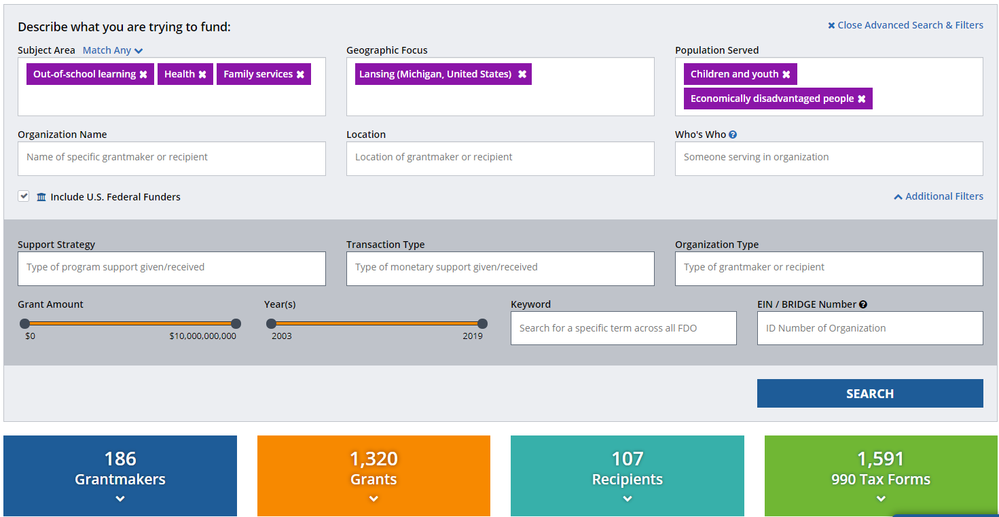 Describe what you are trying to fund:
Close Advanced Search & Filters
Subject Area Match Any
Out-of-school learning Health Family services
Geographic Focus
Lansing (Michigan, United States)
Population Served
Children and youth
Economically disadvantaged people
Organization Name
Name of specific grantmaker or recipient
Location
Location of grantmaker or recipient
Who's Who ?
Someone serving in organization
Include U.S. Federal Funders
Additional Filters
Support Strategy
Type of program support given/received
Transaction Type
Type of monetary support given/received
Organization Type
Type of grantmaker or recipient
Grant Amount
$0 $10,000,000,000
Year(s)
2003 2019
Keyword
Search for a specific term across all FDO
EIN / BRIDGE Number ?
ID Number of Organization
SEARCH
186
Grantmakers
1,320
Grants
107
Recipients
1,591
990 Tax Forms